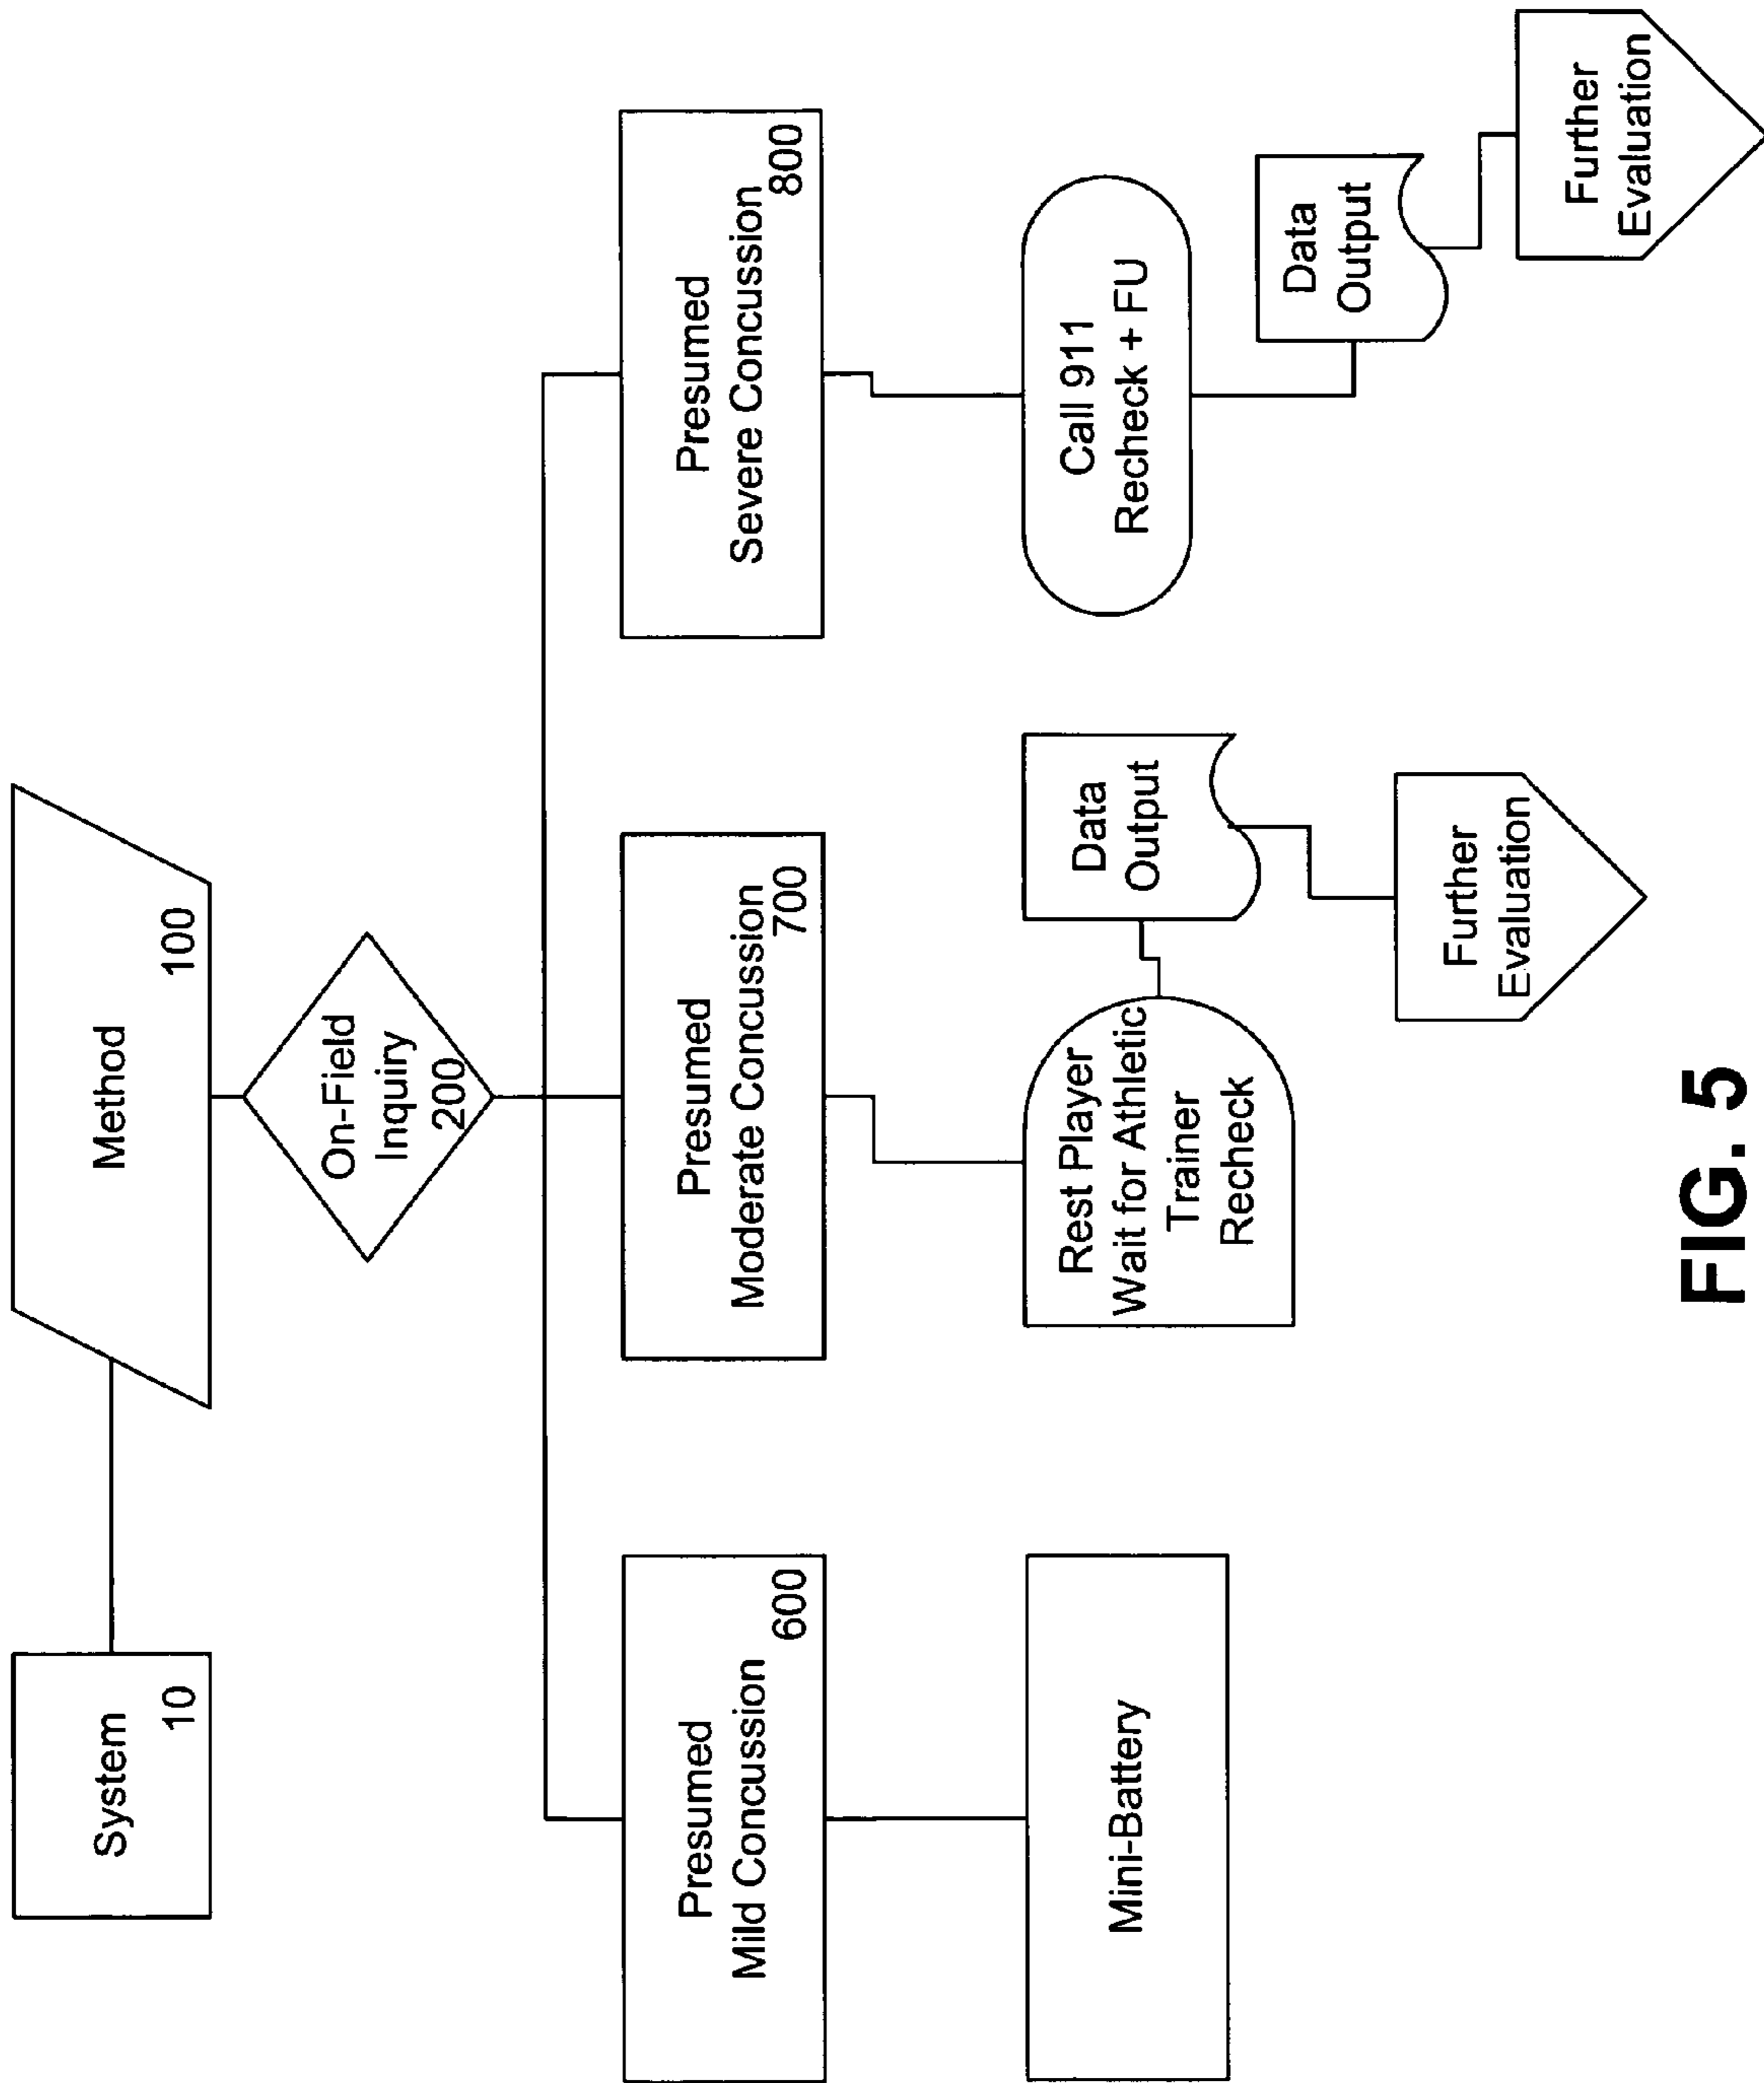 System
10
Method
100
On-Field
Inquiry
200
Presumed
Mild Concussion
600
Presumed
Moderate Concussion
700
Presumed
Severe Concussion
800
Mini-Battery
Rest Player
Wait for Athletic
Trainer
Recheck
Data
Output
Further
Evaluation
Call 911
Recheck + FU
Data
Output
Further
Evaluation
FIG. 5